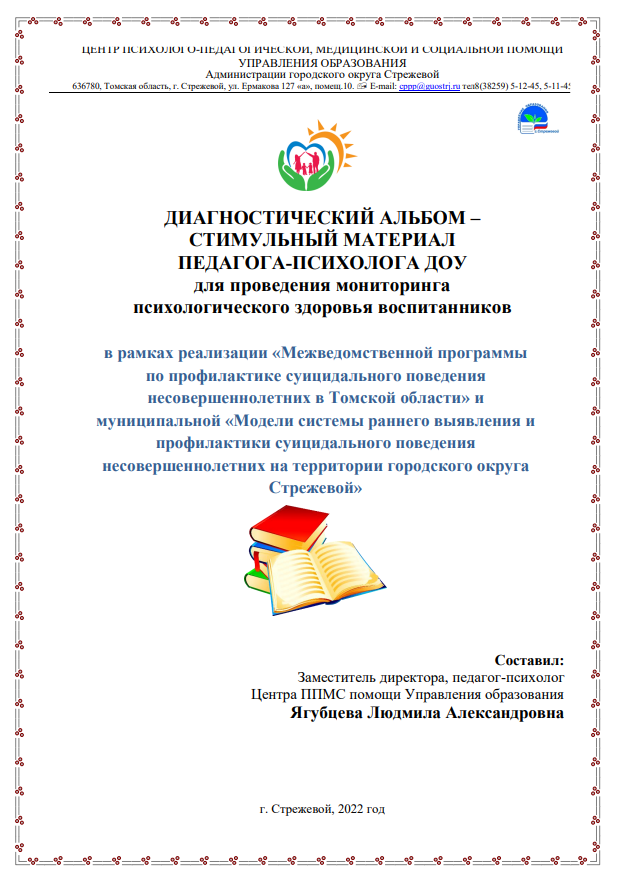 ЦЕНТР ПСИХОЛОГО-ПЕДАГОГИЧЕСКОЙ, МЕДИЦИНСКОЙ И СОЦИАЛЬНОЙ ПОМОЩИ
УПРАВЛЕНИЯ ОБРАЗОВАНИЯ
Администрации городского округа Стрежевой
636780, Томская область, г. Стрежевой, ул. Ермакова 127 «а», помещ.10. E-mail: cppp@guostrj.ru тел8(38259) 5-12-45, 5-11-45
ДИАГНОСТИЧЕСКИЙ АЛЬБОМ –
СТИМУЛЬНЫЙ МАТЕРИАЛ
ПЕДАГОГА-ПСИХОЛОГА ДОУ
для проведения мониторинга
психологического здоровья воспитанников
в рамках реализации «Межведомственной программы
по профилактике суицидального поведения
несовершеннолетних в Томской области» и
муниципальной «Модели системы раннего выявления и
профилактики суицидального поведения
несовершеннолетних на территории городского округа
Стрежевой»
Составил:
Заместитель директора, педагог-психолог
Центра ППМС помощи Управления образования
Ягубцева Людмила Александровна
г. Стрежевой, 2022 год